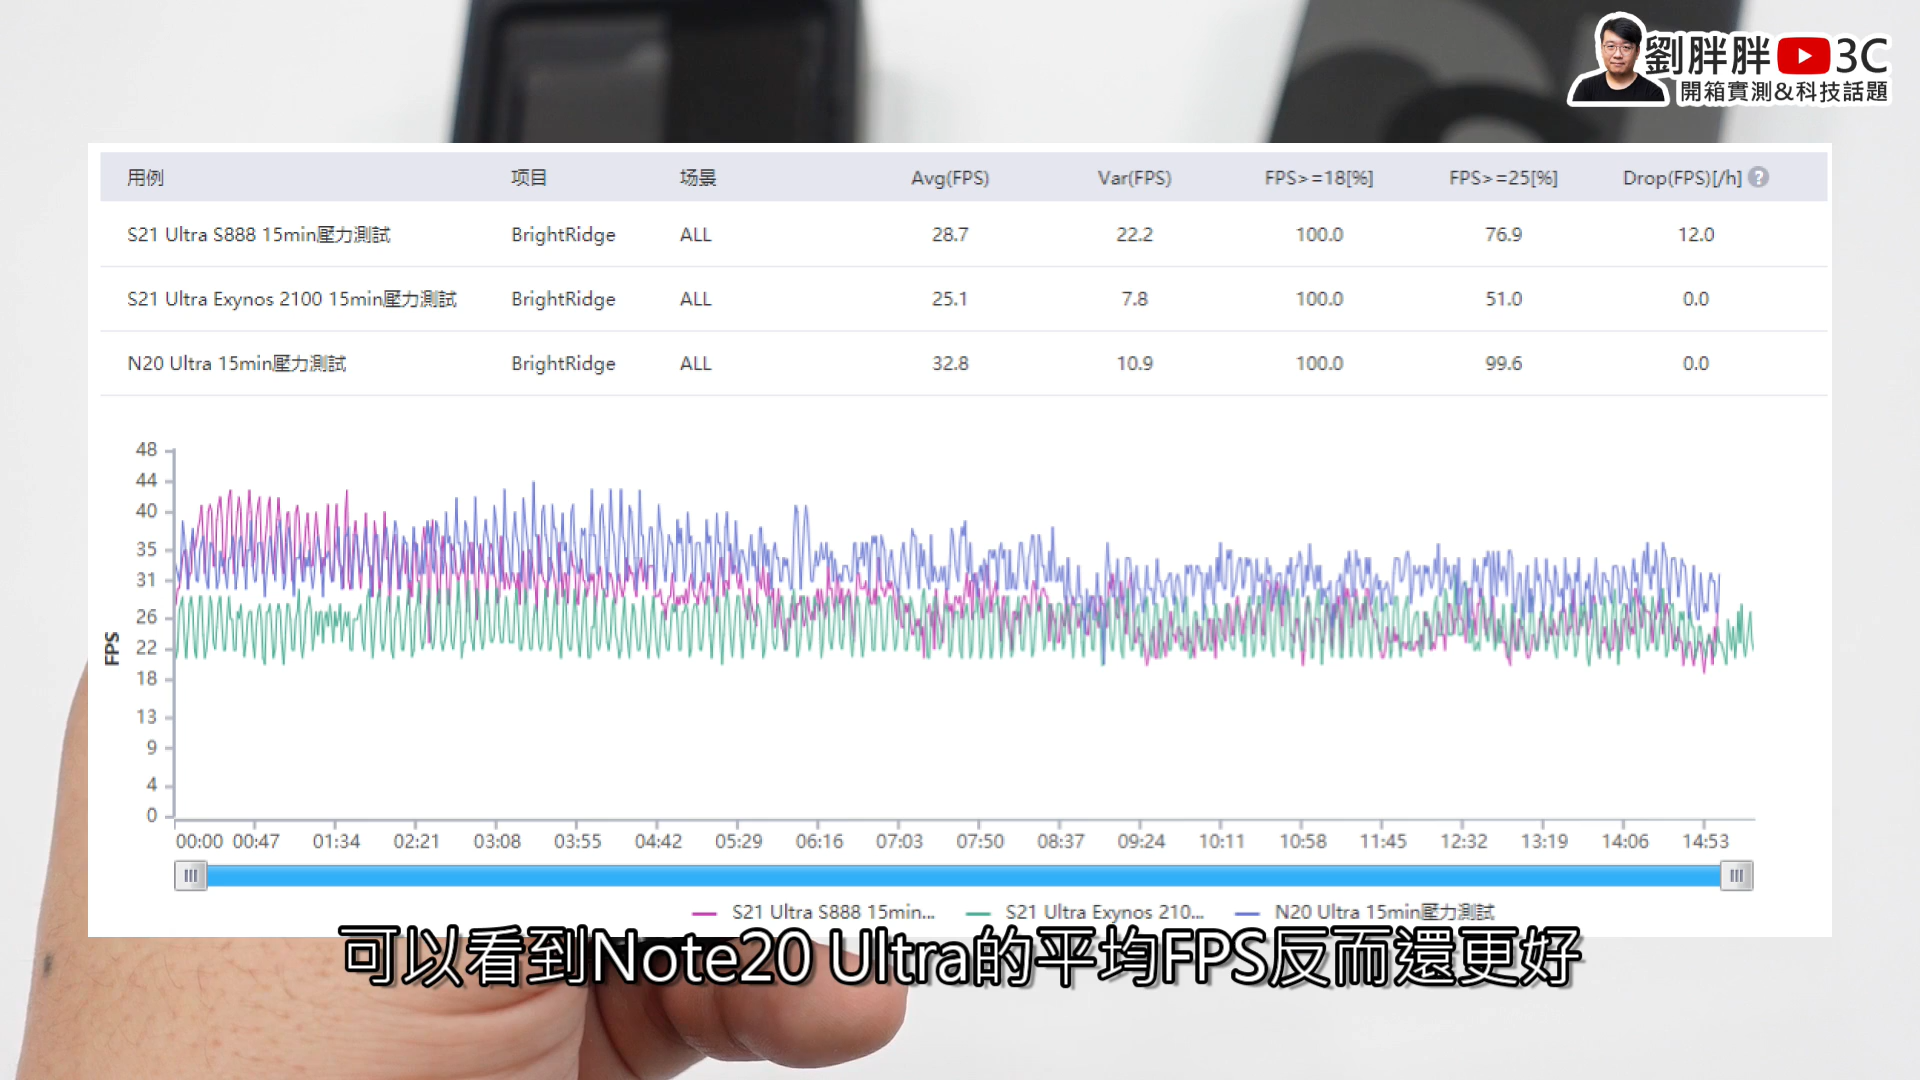 劉胖胖 3C
開箱實測&科技話題
用例 项目 场景 Avg(FPS) Var(FPS) FPS>=18[%] FPS>=25[%] Drop(FPS)[/h] ?
S21 Ultra S888 15min壓力測試 BrightRidge ALL 28.7 22.2 100.0 76.9 12.0
S21 Ultra Exynos 2100 15min壓力測試 BrightRidge ALL 25.1 7.8 100.0 51.0 0.0
N20 Ultra 15min壓力測試 BrightRidge ALL 32.8 10.9 100.0 99.6 0.0
48
44
40
35
31
26
22
18
13
9
4
0
FPS
00:00 00:47 01:34 02:21 03:08 03:55 04:42 05:29 06:16 07:03 07:50 08:37 09:24 10:11 10:58 11:45 12:32 13:19 14:06 14:53
S21 Ultra S888 15min... S21 Ultra Exynos 210... N20 Ultra 15min壓力測試
可以看到Note20 Ultra的平均FPS反而還更好